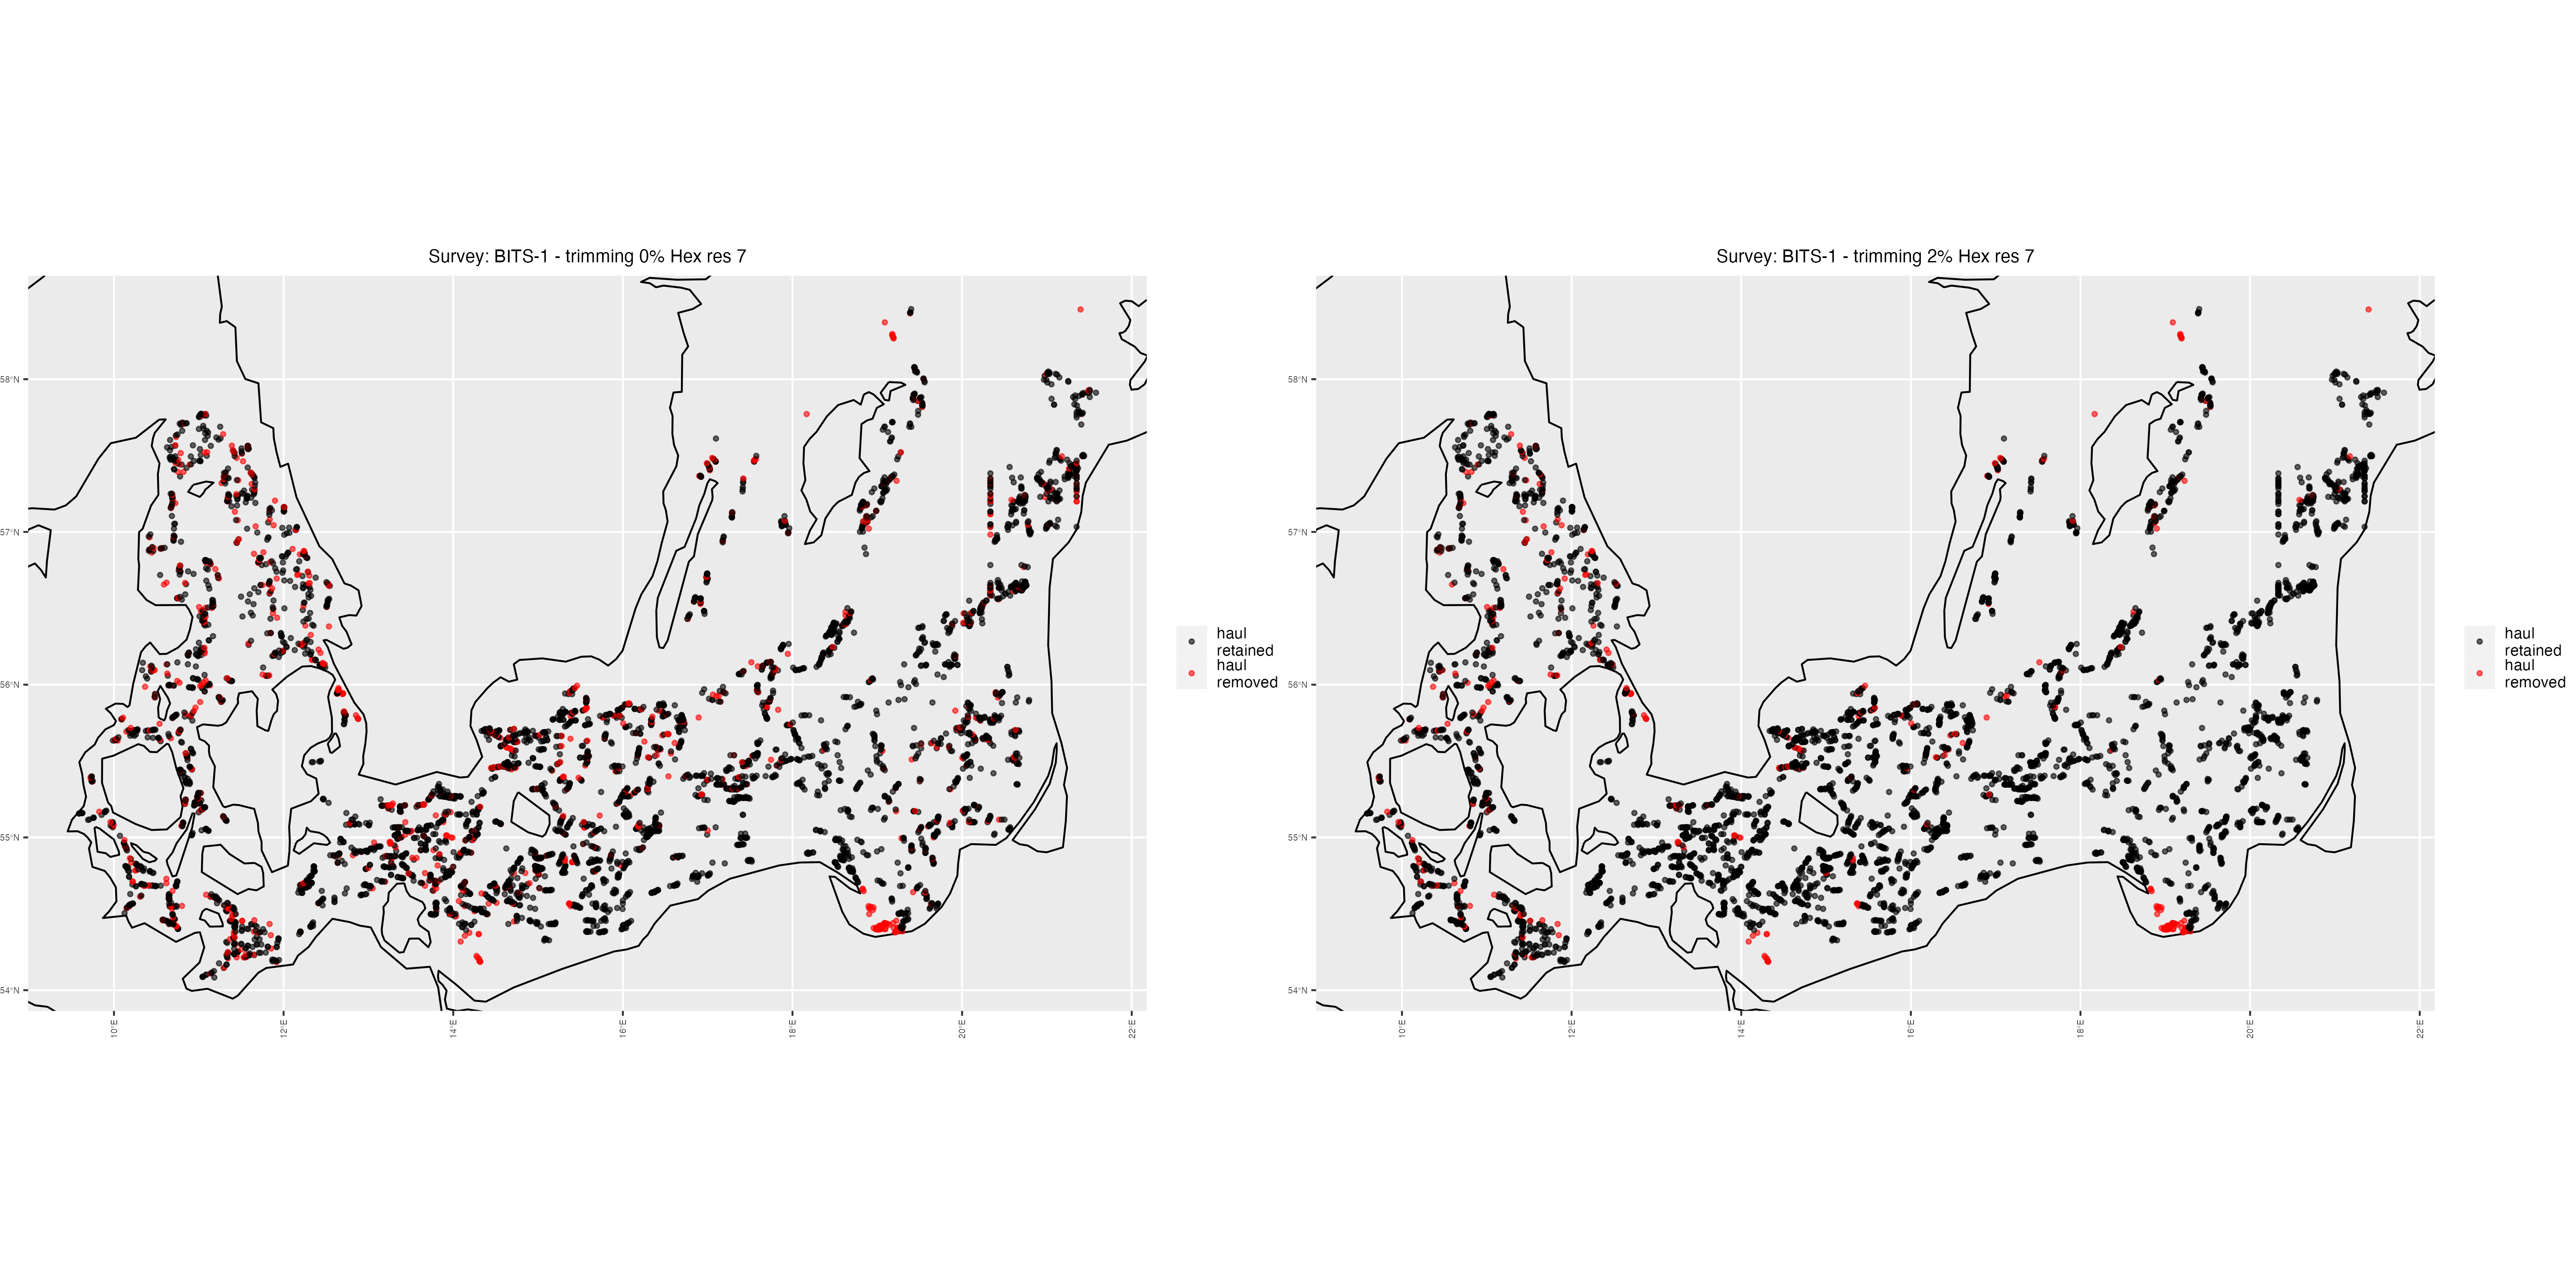 Survey: BITS-1 - trimming 0% Hex res 7
58°N
57°N
56°N
55°N
54°N
10°E
12°E
14°E
16°E
18°E
20°E
22°E
haul
retained
haul
removed
Survey: BITS-1 - trimming 2% Hex res 7
58°N
57°N
56°N
55°N
54°N
10°E
12°E
14°E
16°E
18°E
20°E
22°E
haul
retained
haul
removed